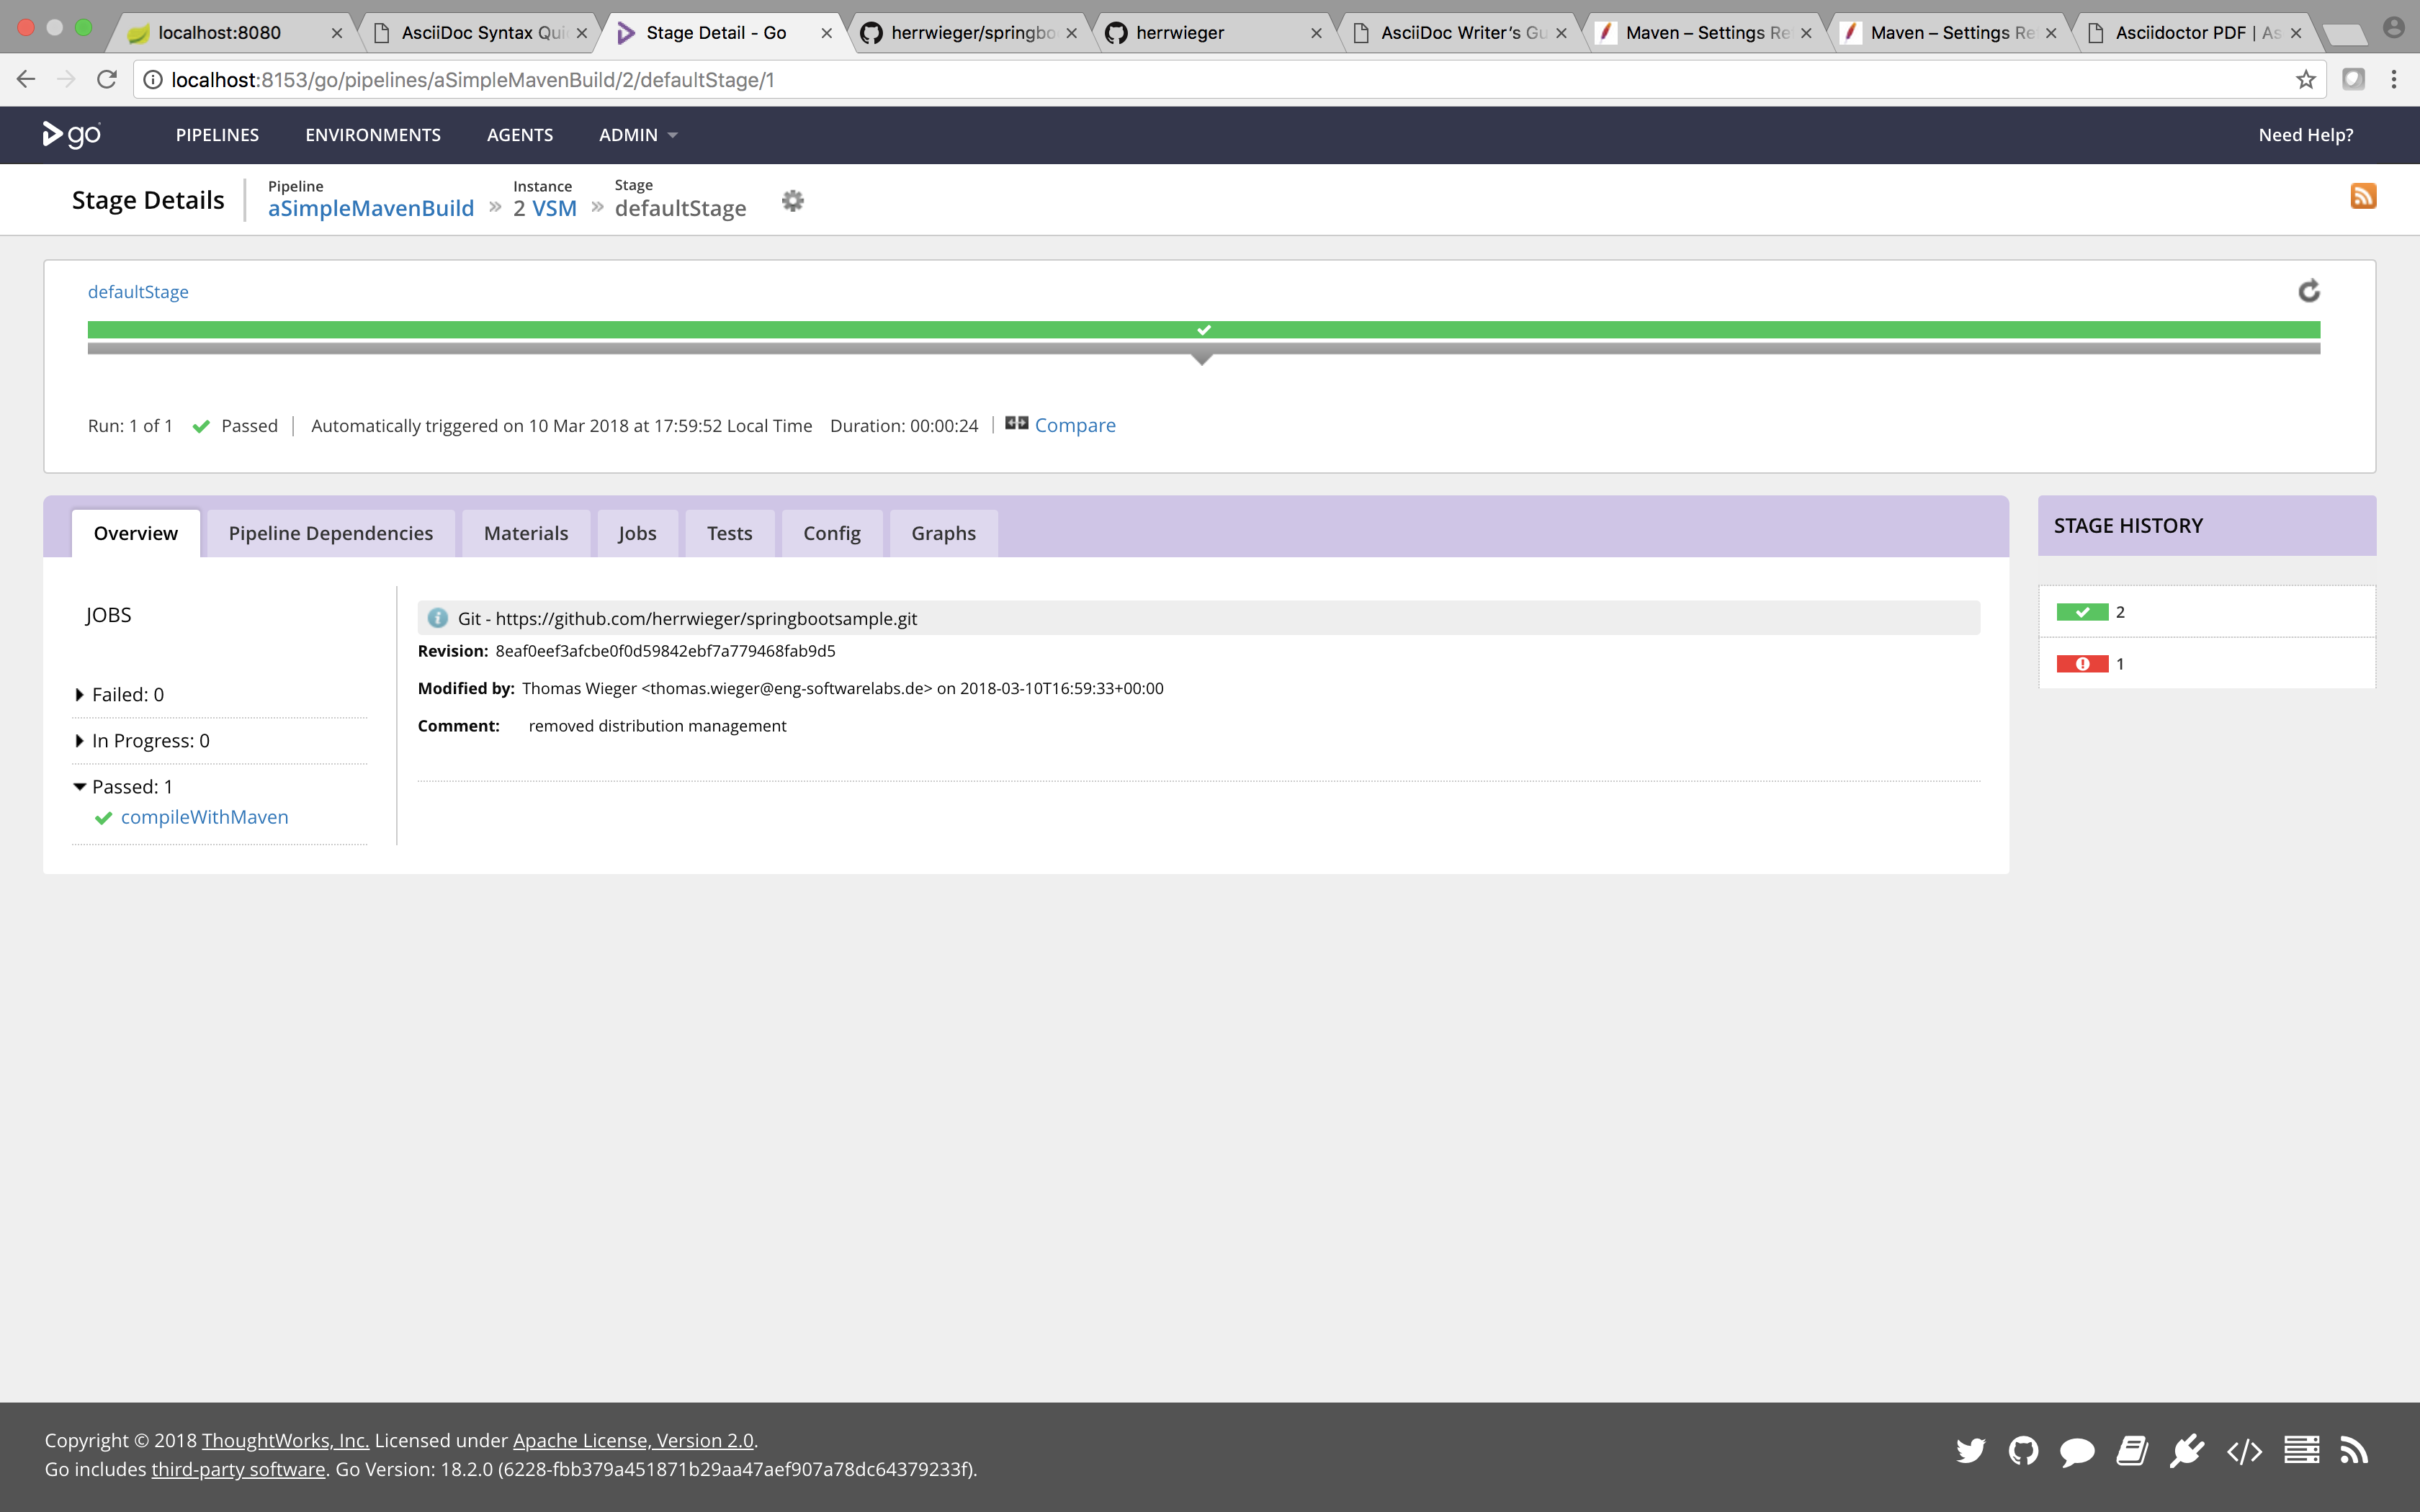 localhost:8080
AsciiDoc Syntax Qui
Stage Detail - Go
herrwieger/springbo
herrwieger
AsciiDoc Writer's Gu
Maven – Settings Re
Maven – Settings Re
Asciidoctor PDF | As
localhost:8153/go/pipelines/aSimpleMavenBuild/2/defaultStage/1
go PIPELINES ENVIRONMENTS AGENTS ADMIN Need Help?
Stage Details
Pipeline Instance Stage
aSimpleMavenBuild » 2 VSM » defaultStage
defaultStage
Run: 1 of 1 Passed | Automatically triggered on 10 Mar 2018 at 17:59:52 Local Time Duration: 00:00:24 | Compare
Overview Pipeline Dependencies Materials Jobs Tests Config Graphs
JOBS
Failed: 0
In Progress: 0
Passed: 1
compileWithMaven
Git - https://github.com/herrwieger/springbootsample.git
Revision: 8eaf0eef3afcbe0f0d59842ebf7a779468fab9d5
Modified by: Thomas Wieger <thomas.wieger@eng-softwarelabs.de> on 2018-03-10T16:59:33+00:00
Comment: removed distribution management
STAGE HISTORY
2
1
Copyright © 2018 ThoughtWorks, Inc. Licensed under Apache License, Version 2.0.
Go includes third-party software. Go Version: 18.2.0 (6228-fbb379a451871b29aa47aef907a78dc64379233f).